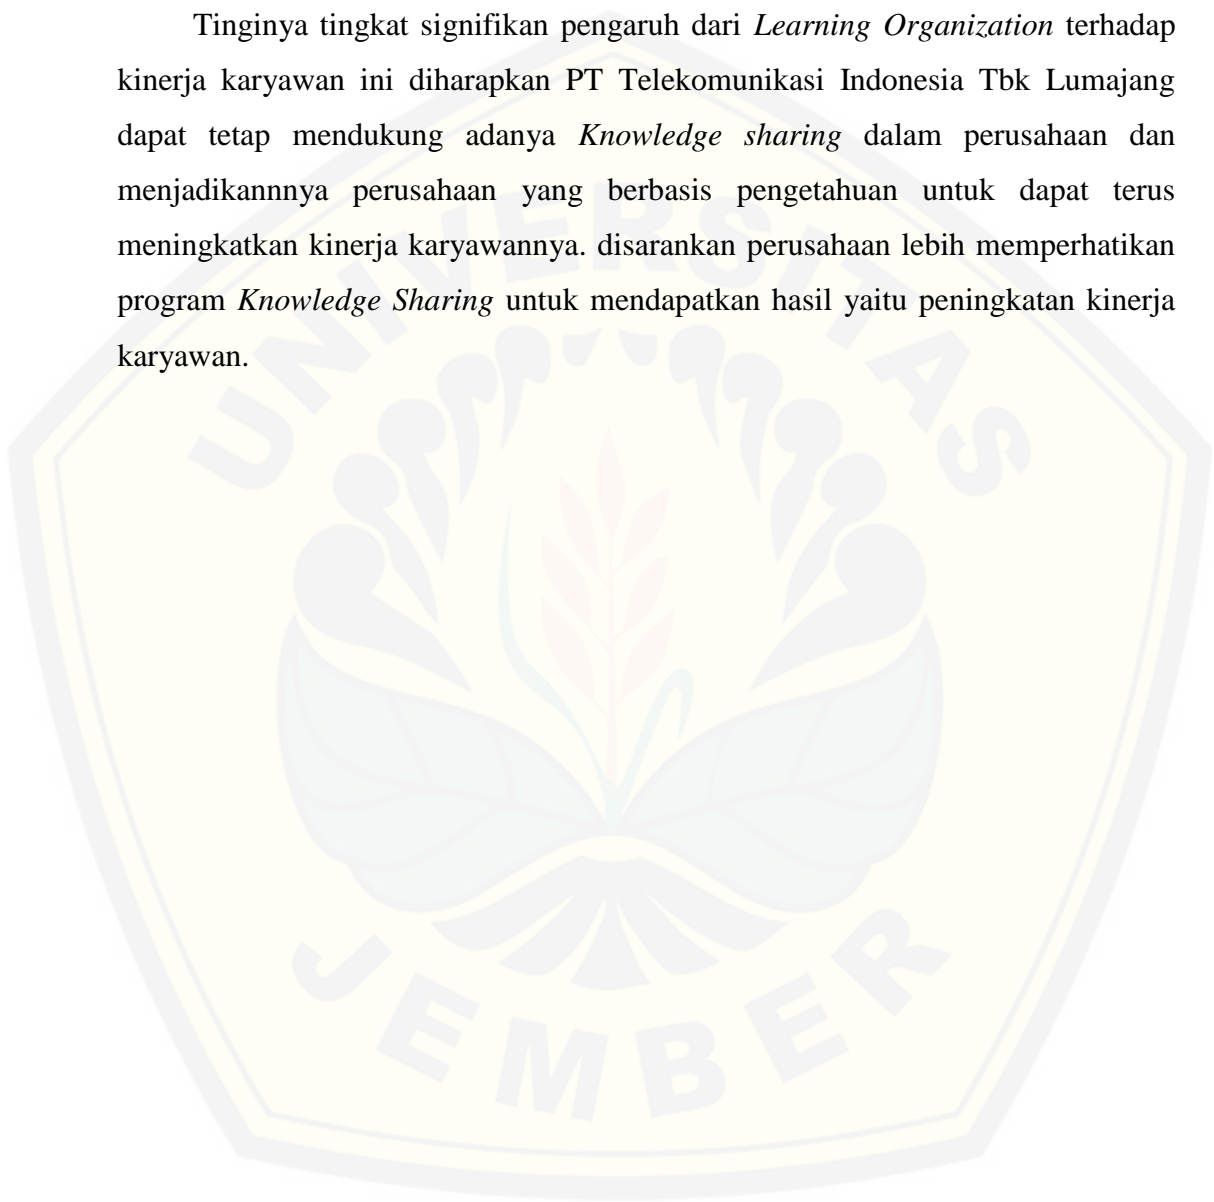 Tinginya tingkat signifikan pengaruh dari Learning Organization terhadap
kinerja karyawan ini diharapkan PT Telekomunikasi Indonesia Tbk Lumajang
dapat tetap mendukung adanya Knowledge sharing dalam perusahaan dan
menjadikannnya perusahaan yang berbasis pengetahuan untuk dapat terus
meningkatkan kinerja karyawannya. disarankan perusahaan lebih memperhatikan
program Knowledge Sharing untuk mendapatkan hasil yaitu peningkatan kinerja
karyawan.
UNIVERSITAS
JEMBER